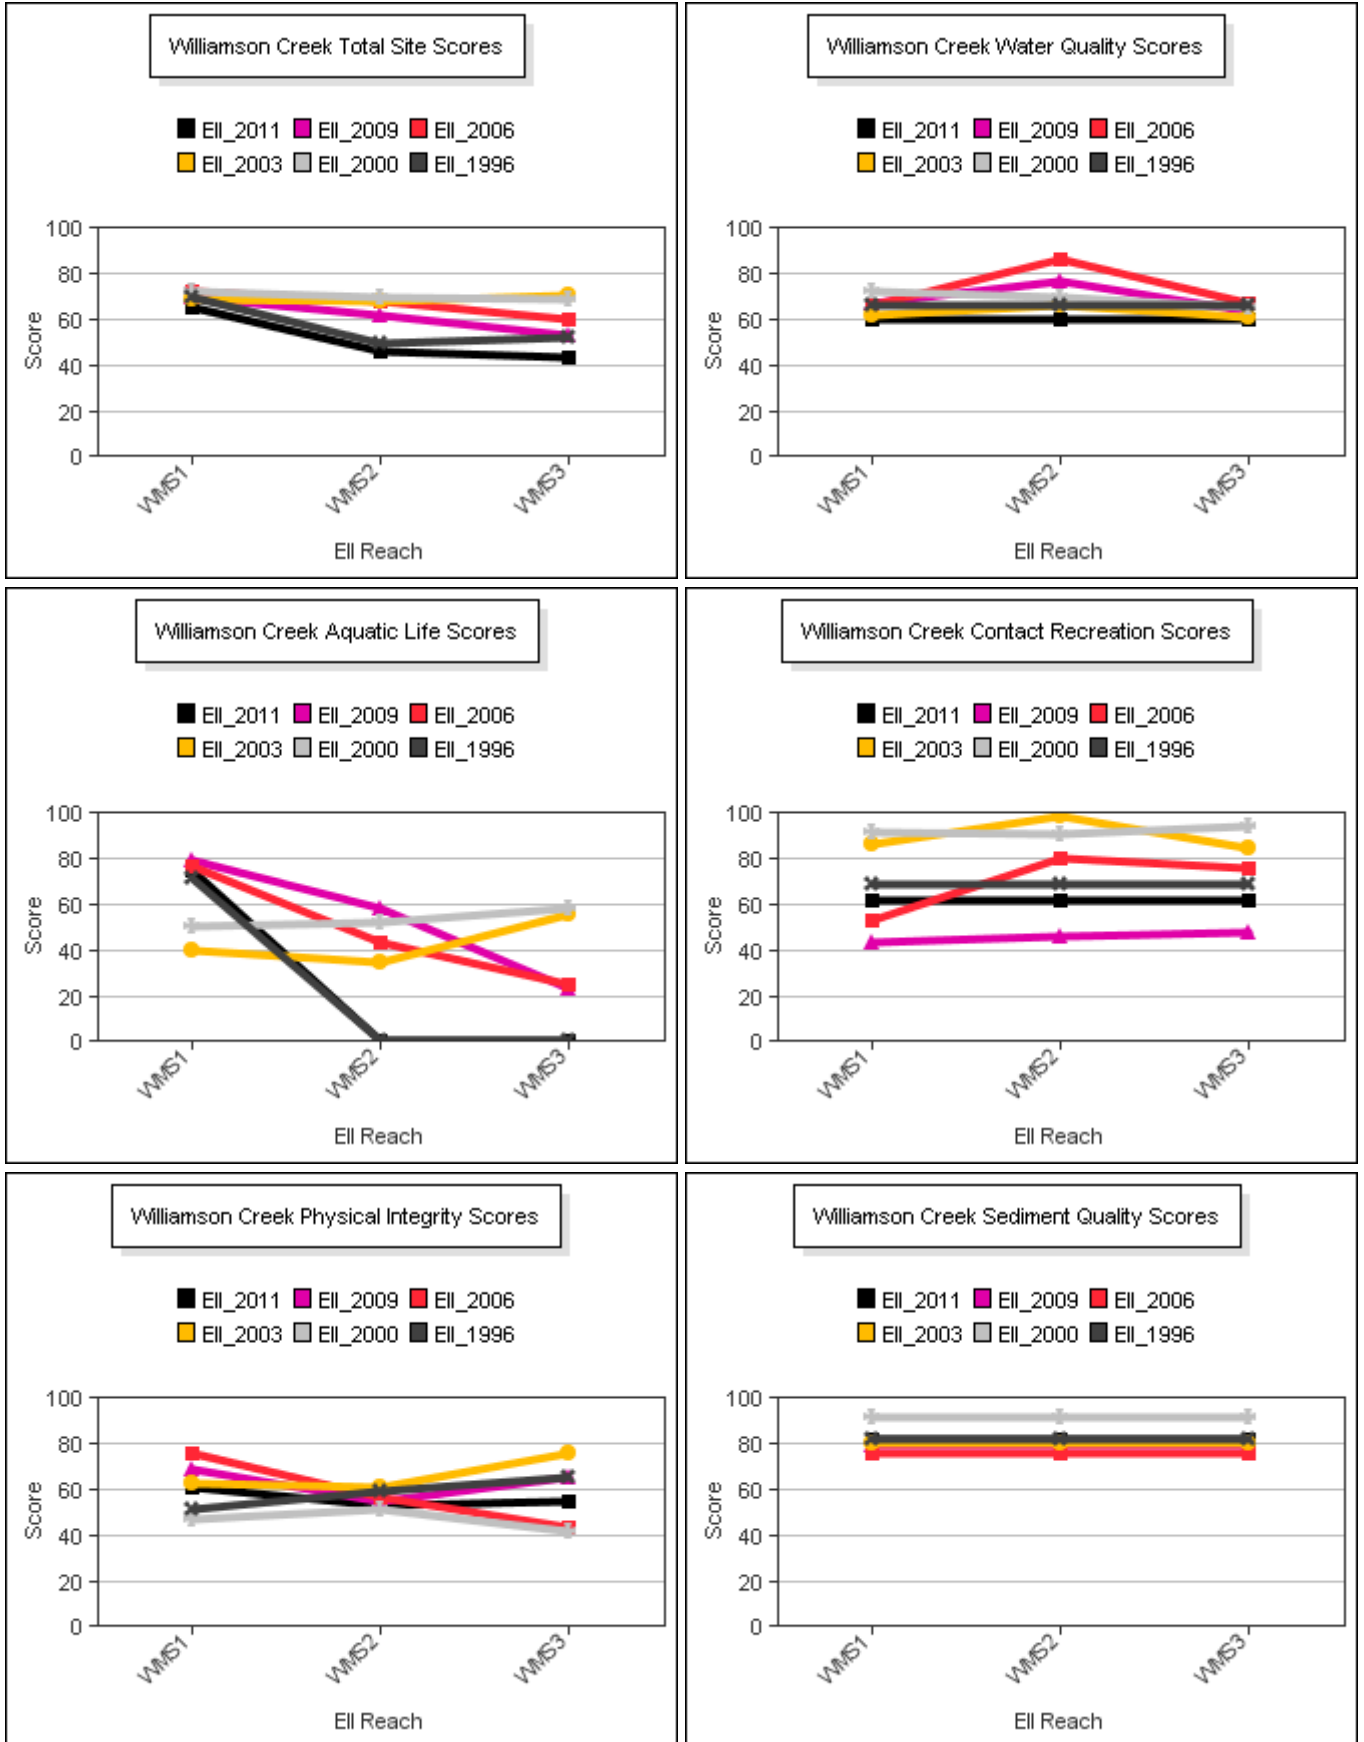 Williamson Creek Total Site Scores
EII_2011 EII_2009 EII_2006
EII_2003 EII_2000 EII_1996
100
80
60
40
20
0
Score
WMS1 WMS2 WMS3
EII Reach
Williamson Creek Water Quality Scores
EII_2011 EII_2009 EII_2006
EII_2003 EII_2000 EII_1996
100
80
60
40
20
0
Score
WMS1 WMS2 WMS3
EII Reach
Williamson Creek Aquatic Life Scores
EII_2011 EII_2009 EII_2006
EII_2003 EII_2000 EII_1996
100
80
60
40
20
0
Score
WMS1 WMS2 WMS3
EII Reach
Williamson Creek Contact Recreation Scores
EII_2011 EII_2009 EII_2006
EII_2003 EII_2000 EII_1996
100
80
60
40
20
0
Score
WMS1 WMS2 WMS3
EII Reach
Williamson Creek Physical Integrity Scores
EII_2011 EII_2009 EII_2006
EII_2003 EII_2000 EII_1996
100
80
60
40
20
0
Score
WMS1 WMS2 WMS3
EII Reach
Williamson Creek Sediment Quality Scores
EII_2011 EII_2009 EII_2006
EII_2003 EII_2000 EII_1996
100
80
60
40
20
0
Score
WMS1 WMS2 WMS3
EII Reach